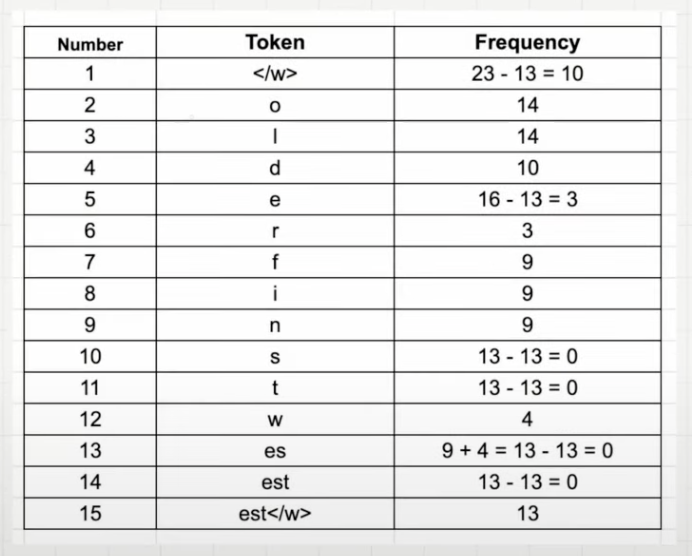 Number Token Frequency
1 </w> 23 - 13 = 10
2 o 14
3 l 14
4 d 10
5 e 16 - 13 = 3
6 r 3
7 f 9
8 i 9
9 n 9
10 s 13 - 13 = 0
11 t 13 - 13 = 0
12 w 4
13 es 9 + 4 = 13 - 13 = 0
14 est 13 - 13 = 0
15 est</w> 13